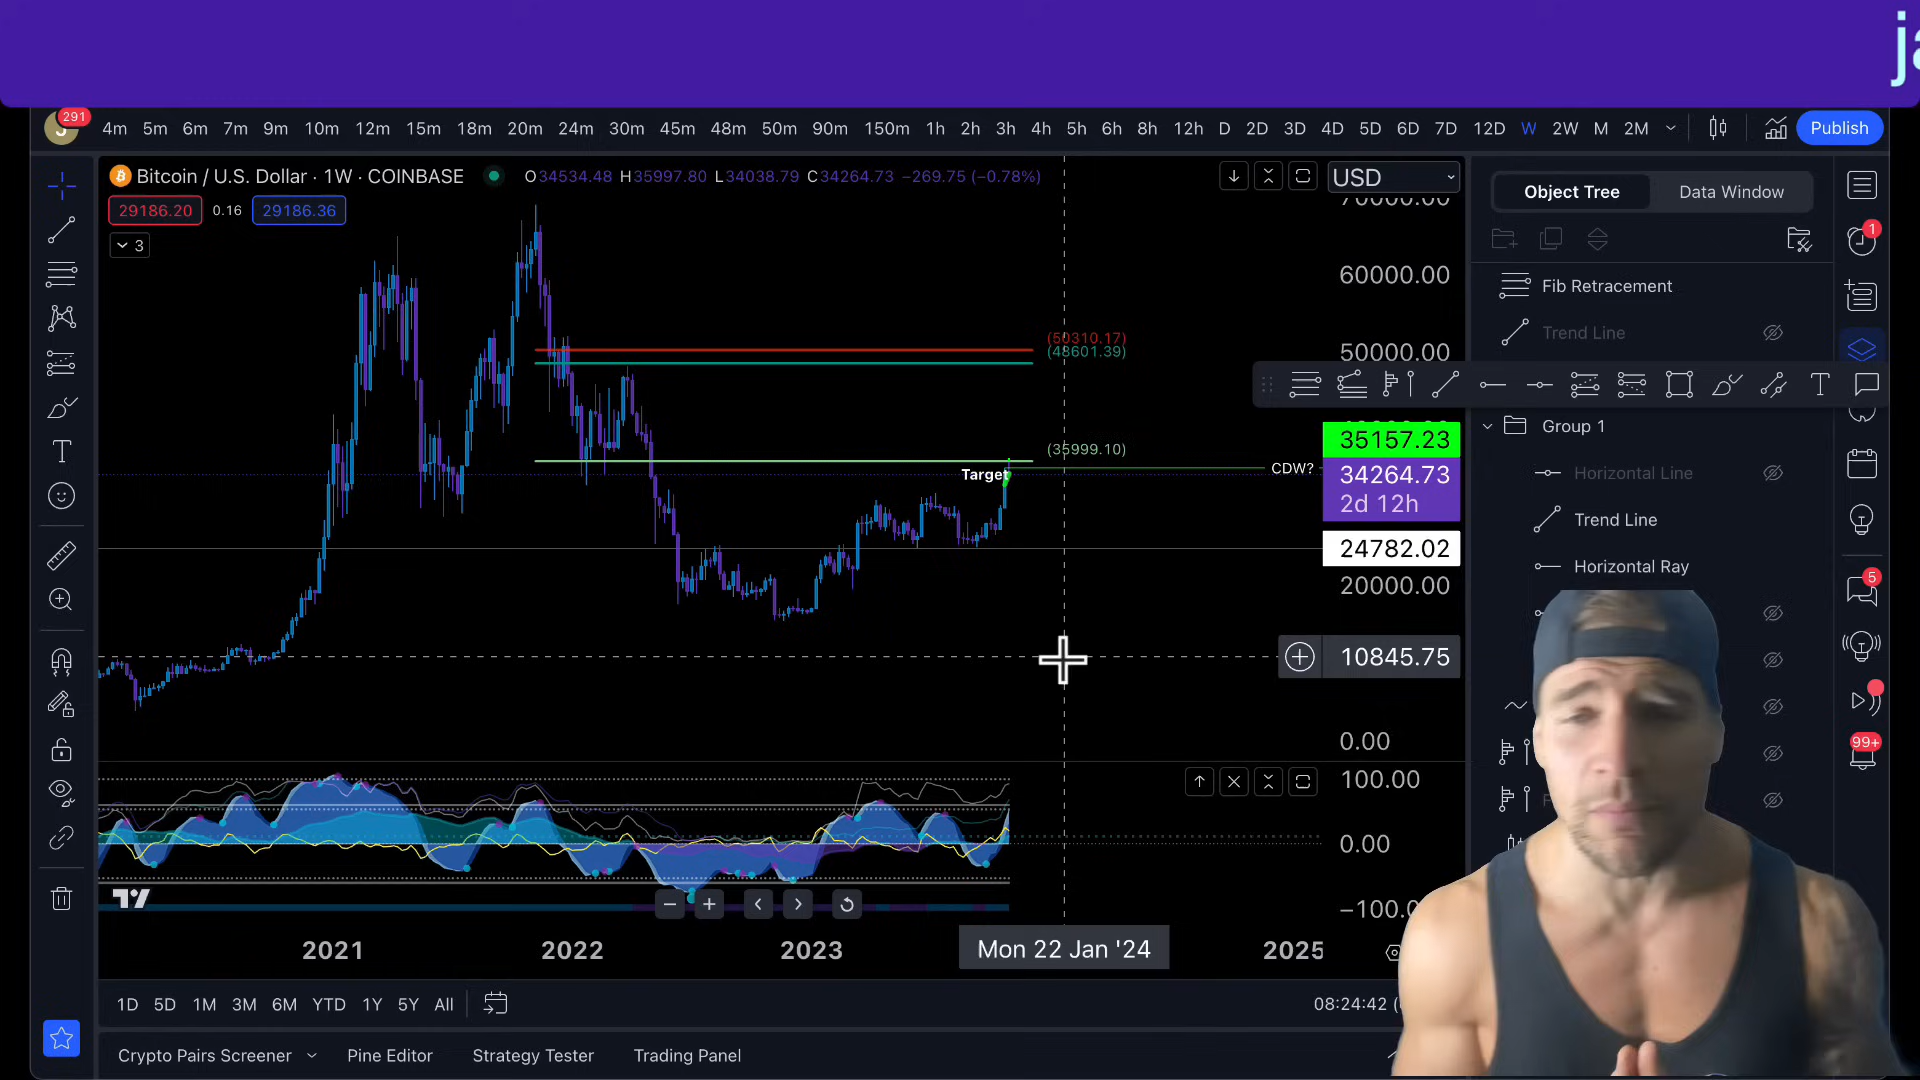 ja
291
4m 5m 6m 7m 9m 10m 12m 15m 18m 20m 24m 30m 45m 48m 50m 90m 150m 1h 2h 3h 4h 5h 6h 8h 12h D 2D 3D 4D 5D 6D 7D 12D W 2W M 2M
Publish
Bitcoin / U.S. Dollar · 1W · COINBASE
O34534.48 H35997.80 L34038.79 C34264.73 −269.75 (−0.78%)
USD
29186.20 0.16 29186.36
3
Object Tree
Data Window
1
Fib Retracement
Trend Line
Group 1
Horizontal Line
Trend Line
Horizontal Ray
5
99+
70000.00
60000.00
50000.00
35157.23
34264.73
2d 12h
24782.02
20000.00
10845.75
0.00
100.00
0.00
(50310.17)
(48601.39)
(35999.10)
Target
CDW?
2021
2022
2023
Mon 22 Jan '24
2025
1D 5D 1M 3M 6M YTD 1Y 5Y All
08:24:42
Crypto Pairs Screener
Pine Editor
Strategy Tester
Trading Panel